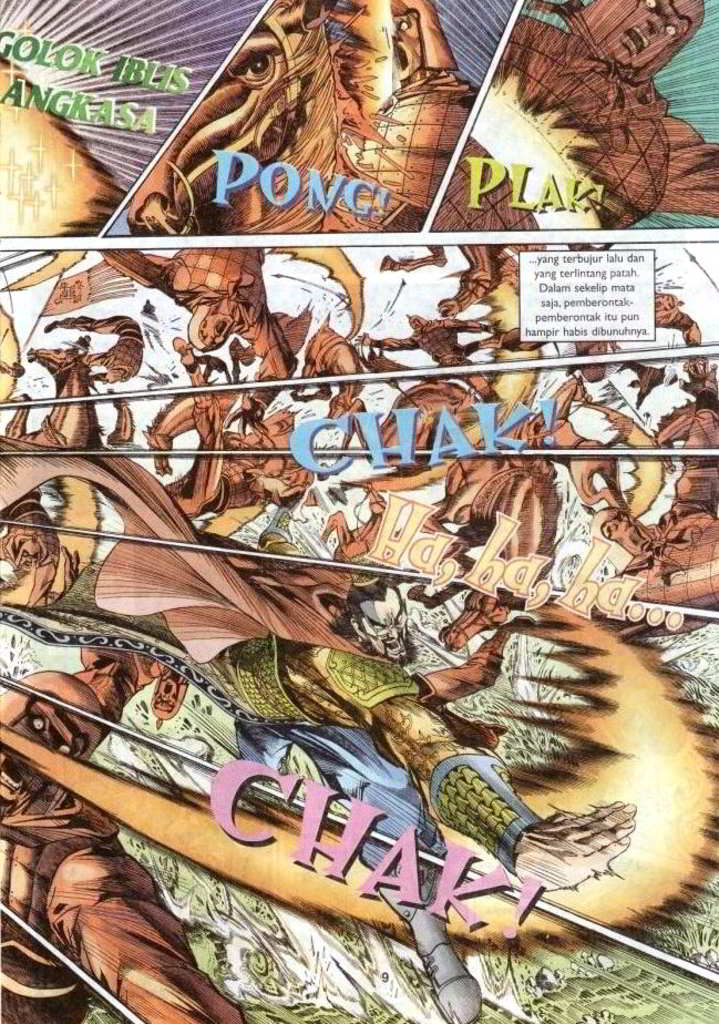 GOLOK IBLIS
ANGKASA
PONG!
PLAK!
...yang terbujur lalu dan
yang terlintang patah.
Dalam sekelip mata
saja, pemberontak-
pemberontak itu pun
hampir habis dibunuhnya.
CHAK!
Ha, ha, ha...
CHAK!
9